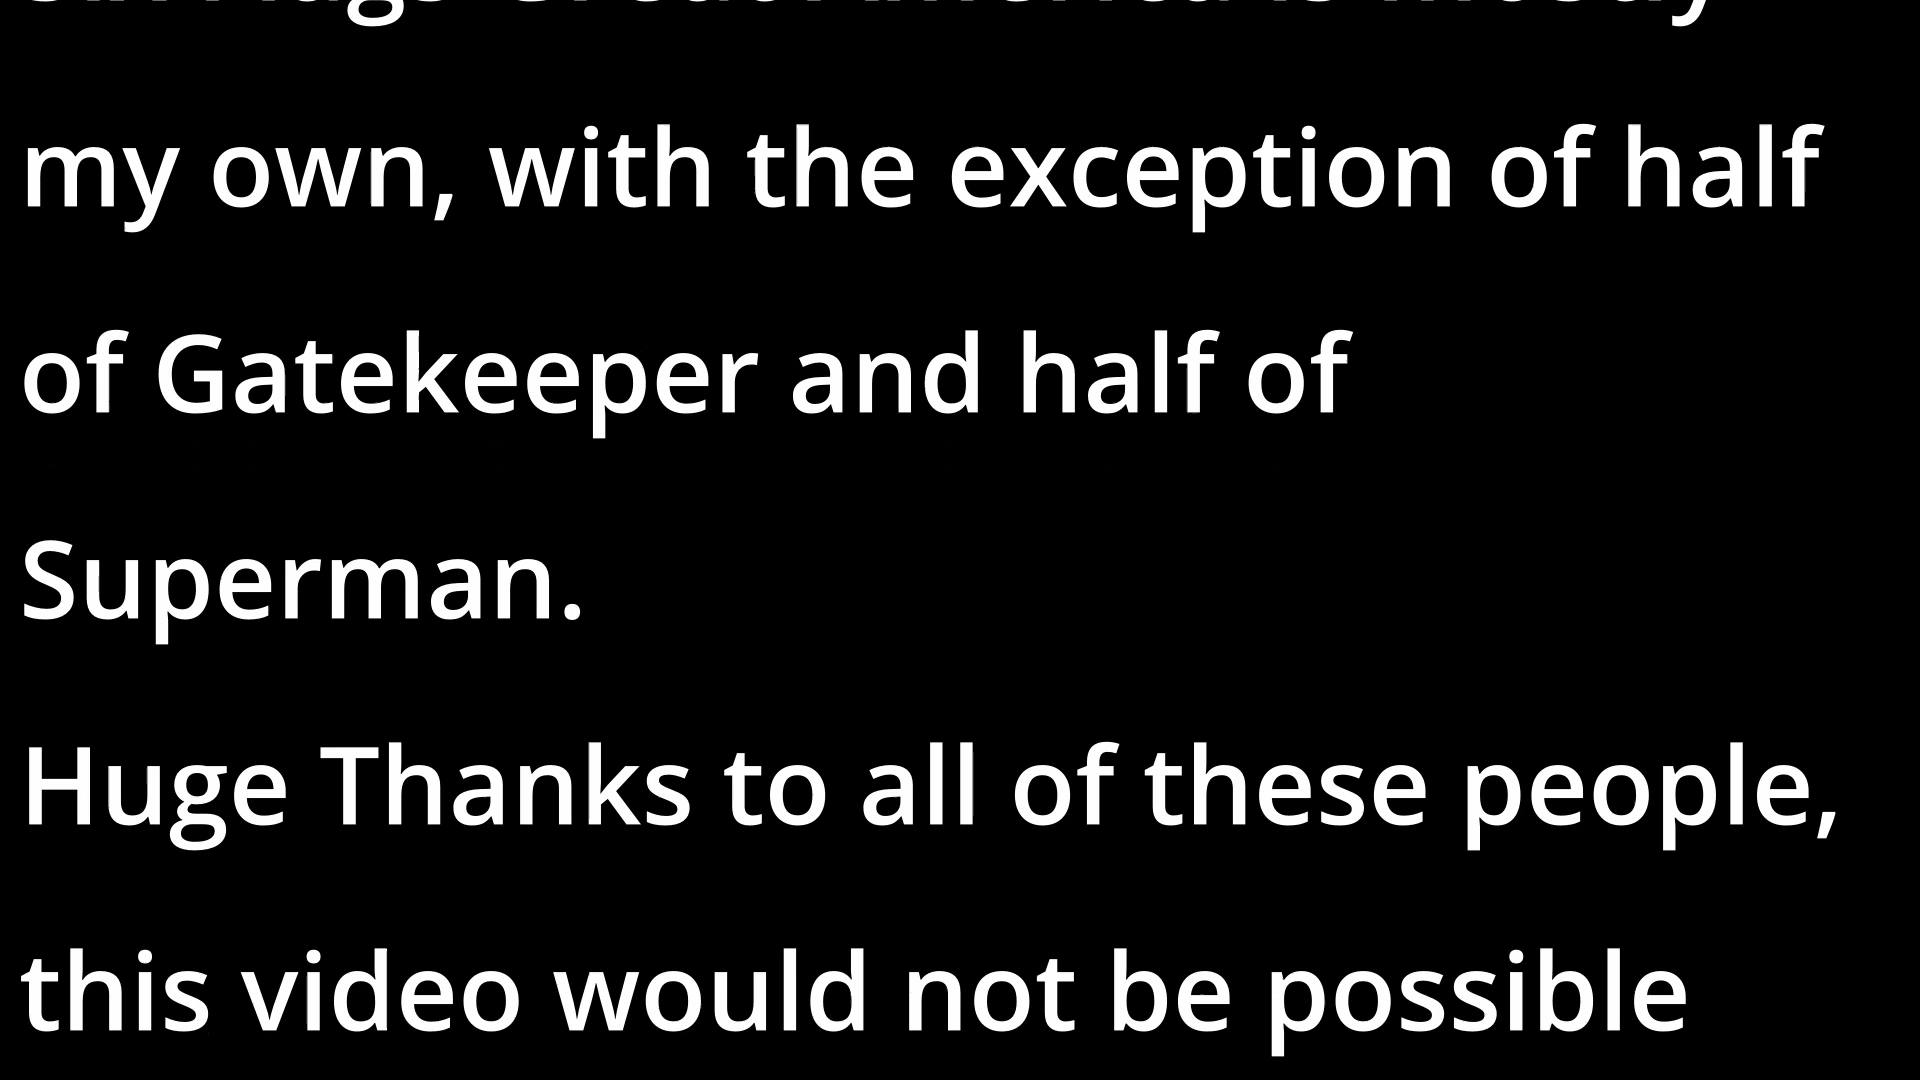 my own, with the exception of half
of Gatekeeper and half of
Superman.
Huge Thanks to all of these people,
this video would not be possible